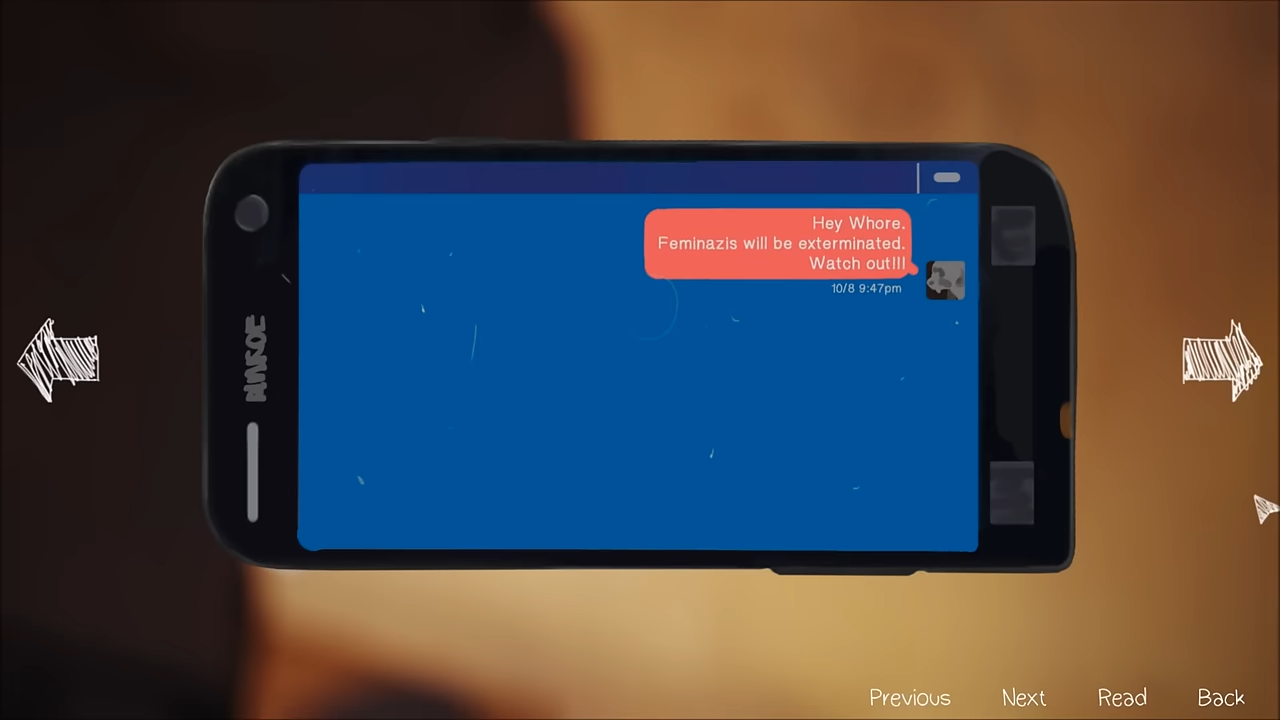 Hey Whore.
Feminazis will be exterminated.
Watch out!!!
10/8 9:47pm
Previous Next Read Back